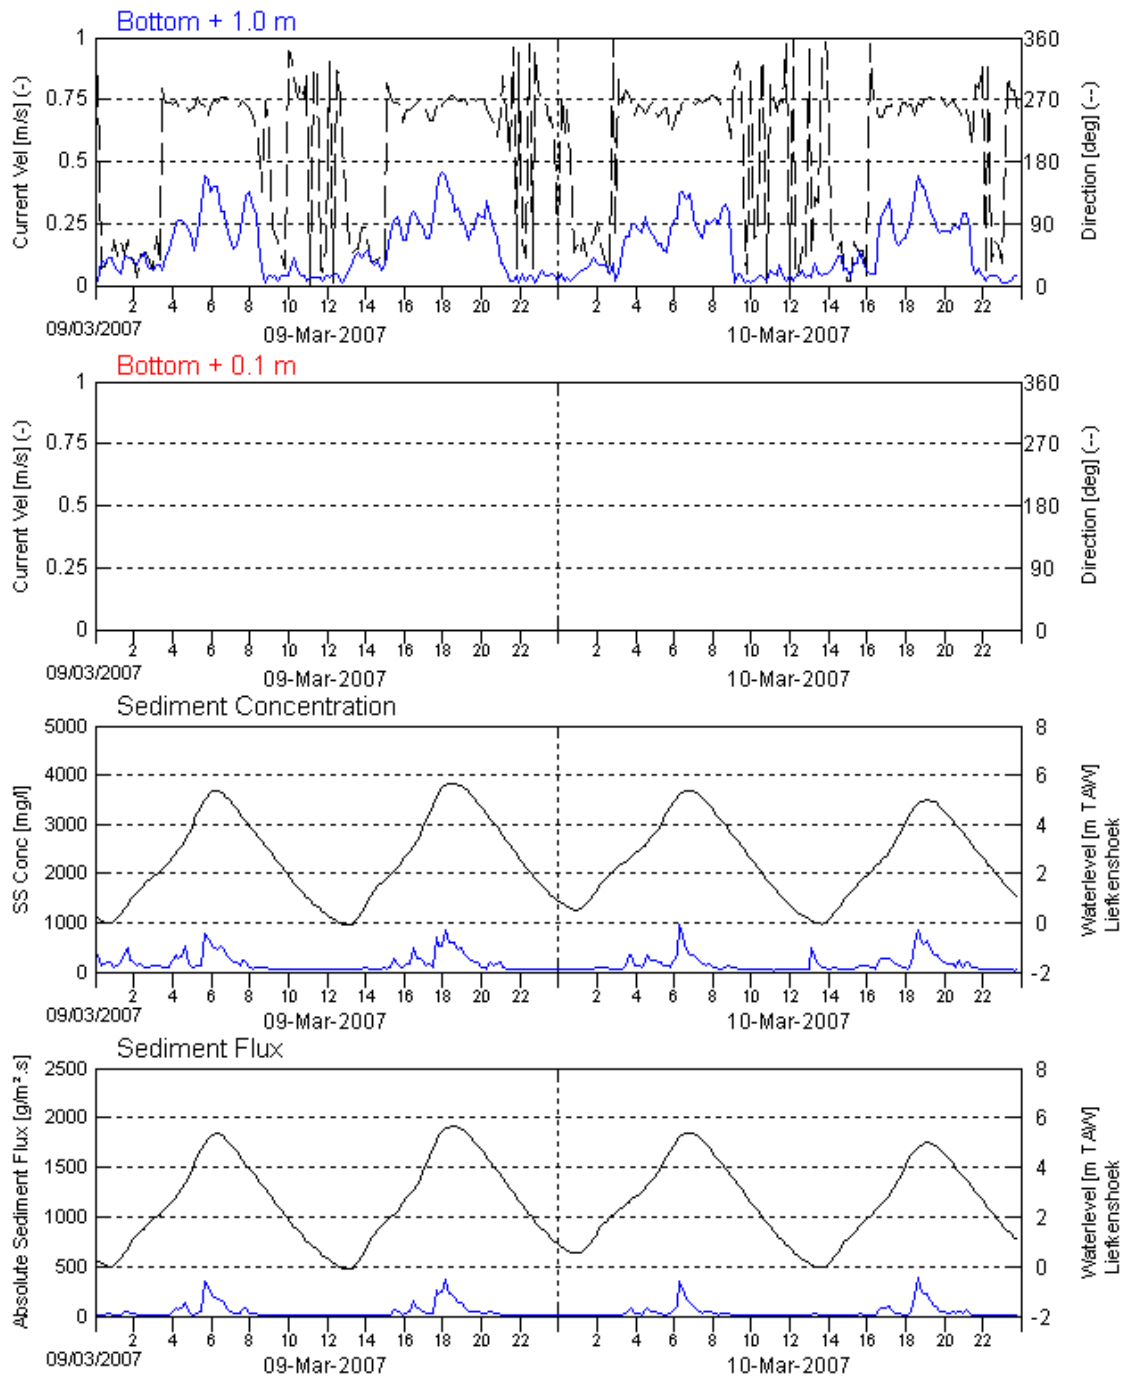 Bottom + 1.0 m
Current Vel [m/s] (-)
1
0.75
0.5
0.25
0
360
270
180
90
0
Direction [deg] (--)
2 4 6 8 10 12 14 16 18 20 22 2 4 6 8 10 12 14 16 18 20 22
09/03/2007 09-Mar-2007 10-Mar-2007
Bottom + 0.1 m
Current Vel [m/s] (-)
1
0.75
0.5
0.25
0
360
270
180
90
0
Direction [deg] (--)
2 4 6 8 10 12 14 16 18 20 22 2 4 6 8 10 12 14 16 18 20 22
09/03/2007 09-Mar-2007 10-Mar-2007
Sediment Concentration
SS Conc [mg/l]
5000
4000
3000
2000
1000
0
8
6
4
2
0
-2
Waterlevel [m TAW]
Liefkenshoek
2 4 6 8 10 12 14 16 18 20 22 2 4 6 8 10 12 14 16 18 20 22
09/03/2007 09-Mar-2007 10-Mar-2007
Sediment Flux
Absolute Sediment Flux [g/m².s]
2500
2000
1500
1000
500
0
8
6
4
2
0
-2
Waterlevel [m TAW]
Liefkenshoek
2 4 6 8 10 12 14 16 18 20 22 2 4 6 8 10 12 14 16 18 20 22
09/03/2007 09-Mar-2007 10-Mar-2007